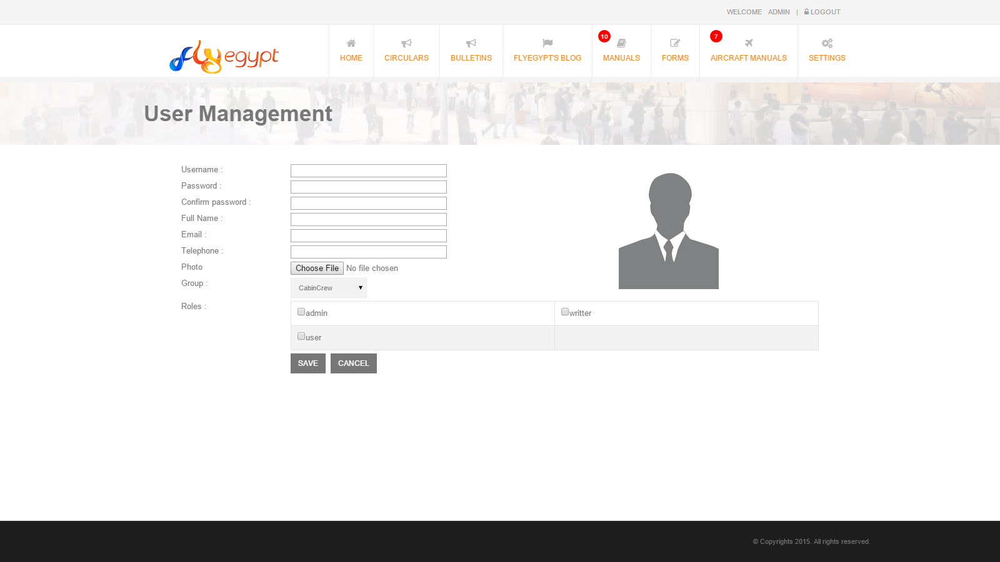 WELCOME ADMIN | LOGOUT
Flyegypt
HOME
CIRCULARS
BULLETINS
FLYEGYPT'S BLOG
10
MANUALS
FORMS
7
AIRCRAFT MANUALS
SETTINGS
User Management
Username :
Password :
Confirm password :
Full Name :
Email :
Telephone :
Photo Choose File No file chosen
Group : CabinCrew
Roles : admin writter
user
SAVE CANCEL
© Copyrights 2015. All rights reserved.